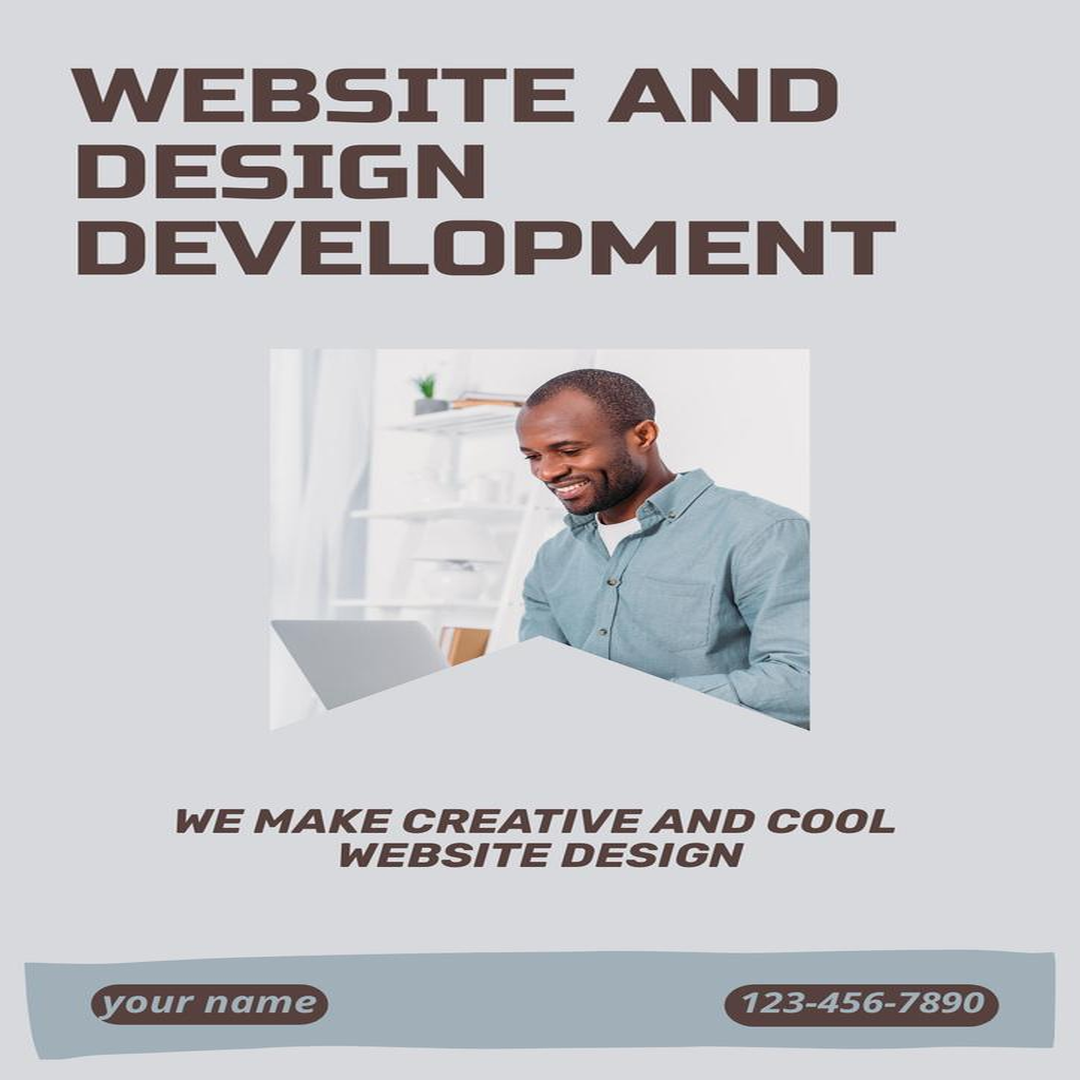 WEBSITE AND
DESIGN
DEVELOPMENT
WE MAKE CREATIVE AND COOL
WEBSITE DESIGN
your name
123-456-7890